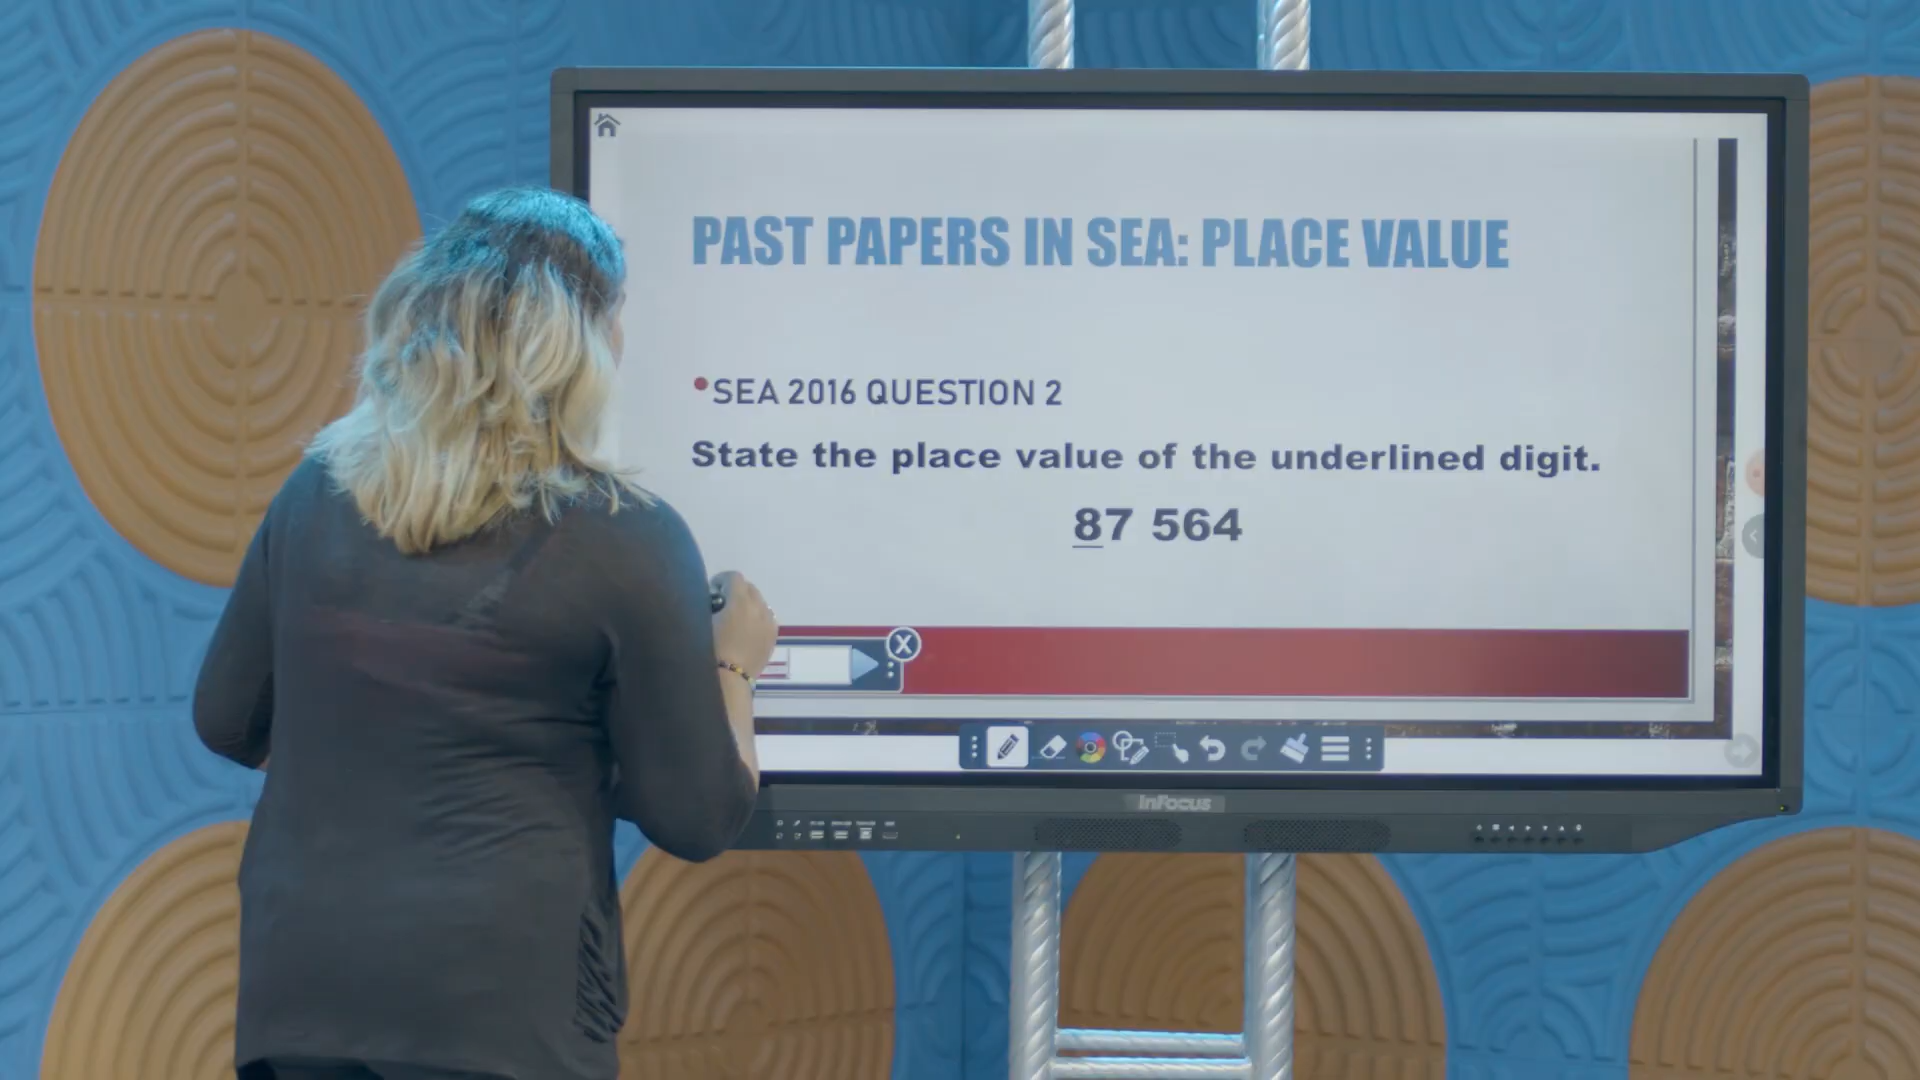 PAST PAPERS IN SEA: PLACE VALUE
•SEA 2016 QUESTION 2
State the place value of the underlined digit.
87 564
X
InFocus